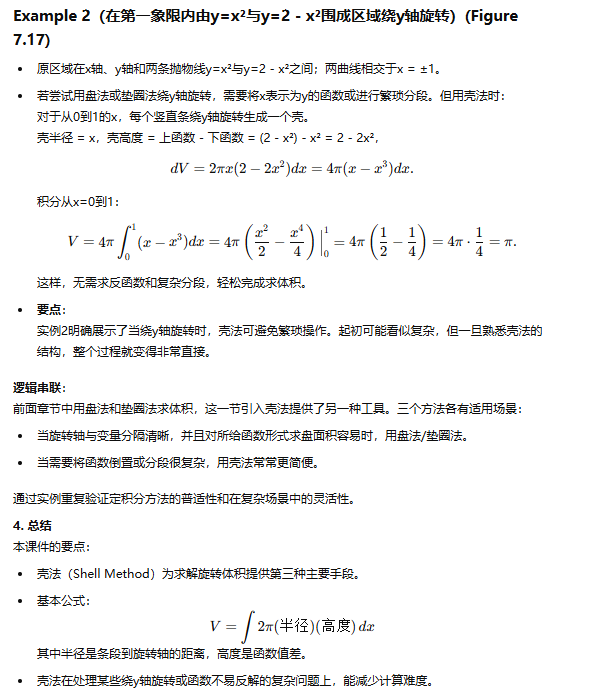 Example 2（在第一象限内由y=x²与y=2 - x²围成区域绕y轴旋转）(Figure
7.17)
• 原区域在x轴、y轴和两条抛物线y=x²与y=2 - x²之间；两曲线相交于x = ±1。
• 若尝试用盘法或垫圆法绕y轴旋转，需要将x表示为y的函数或进行繁琐分段。但用壳法时：
对于从0到1的x，每个竖直条绕y轴旋转生成一个壳。
壳半径 = x，壳高度 = 上函数 - 下函数 = (2 - x²) - x² = 2 - 2x²，
dV = 2πx(2 − 2x²)dx = 4π(x − x³)dx.
积分从x=0到1：
V = 4π ∫₀¹ (x − x³)dx = 4π (x²/2 − x⁴/4) |₀¹ = 4π (1/2 − 1/4) = 4π · 1/4 = π.
这样，无需求反函数和复杂分段，轻松完成求体积。
• 要点：
实例2明确展示了当绕y轴旋转时，壳法可避免繁琐操作。起初可能看似复杂，但一旦熟悉壳法的
结构，整个过程就变得非常直接。
逻辑串联：
前面章节中用盘法和垫圆法求体积，这一节引入壳法提供了另一种工具。三个方法各有适用场景：
• 当旋转轴与变量分隔清晰，并且对所给函数形式求盘面积容易时，用盘法/垫圆法。
• 当需要将函数倒置或分段很复杂，用壳法常常更简便。
通过实例重复验证定积分方法的普适性和在复杂场景中的灵活性。
4. 总结
本课件的要点：
• 壳法（Shell Method）为求解旋转体积提供第三种主要手段。
• 基本公式：
V = ∫ 2π(半径)(高度) dx
其中半径是条段到旋转轴的距离，高度是函数值差。
• 壳法在处理某些绕y轴旋转或函数不易反解的复杂问题上，能减少计算难度。